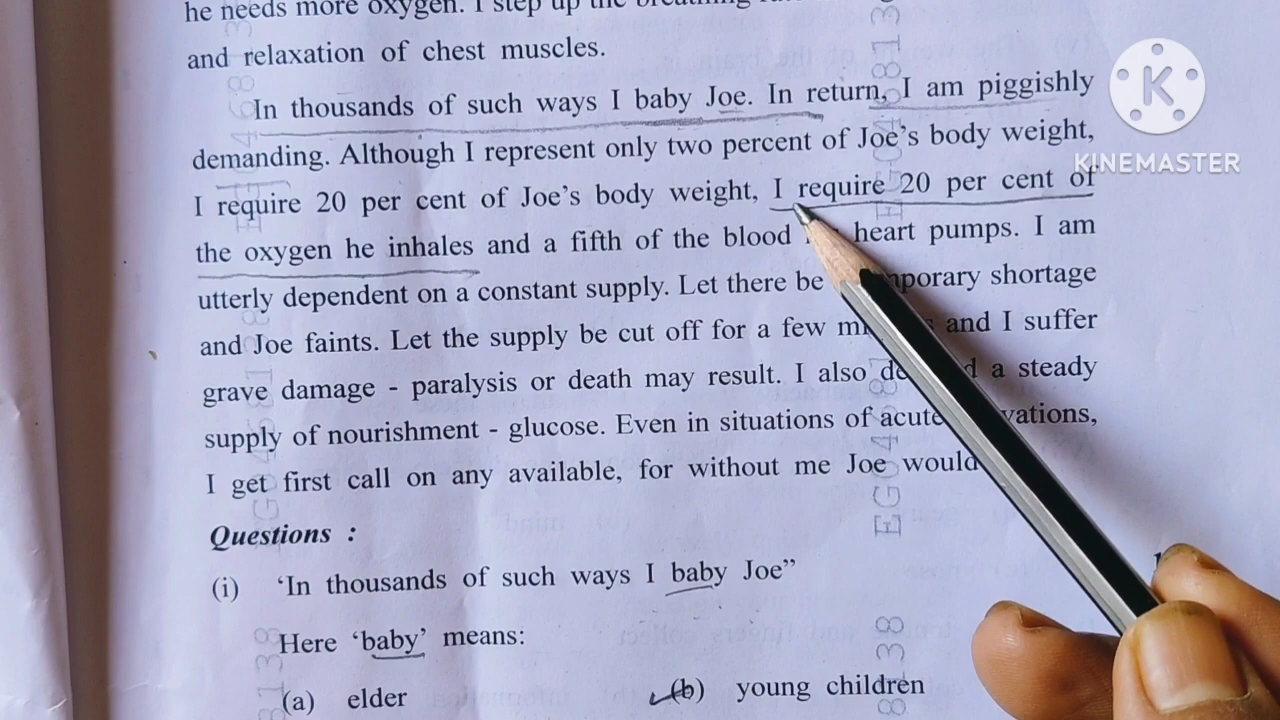 he needs more oxygen. I step up the breathing
and relaxation of chest muscles.
In thousands of such ways I baby Joe. In return, I am piggishly
demanding. Although I represent only two percent of Joe's body weight,
I require 20 per cent of Joe's body weight, I require 20 per cent of
the oxygen he inhales and a fifth of the blood heart pumps. I am
utterly dependent on a constant supply. Let there be shortage
and Joe faints. Let the supply be cut off for a few and I suffer
grave damage - paralysis or death may result. I also a steady
supply of nourishment - glucose. Even in situations of acute
I get first call on any available, for without me Joe would
Questions :
(i) 'In thousands of such ways I baby Joe”
Here 'baby' means:
(a) elder (b) young children
K
KINEMASTER